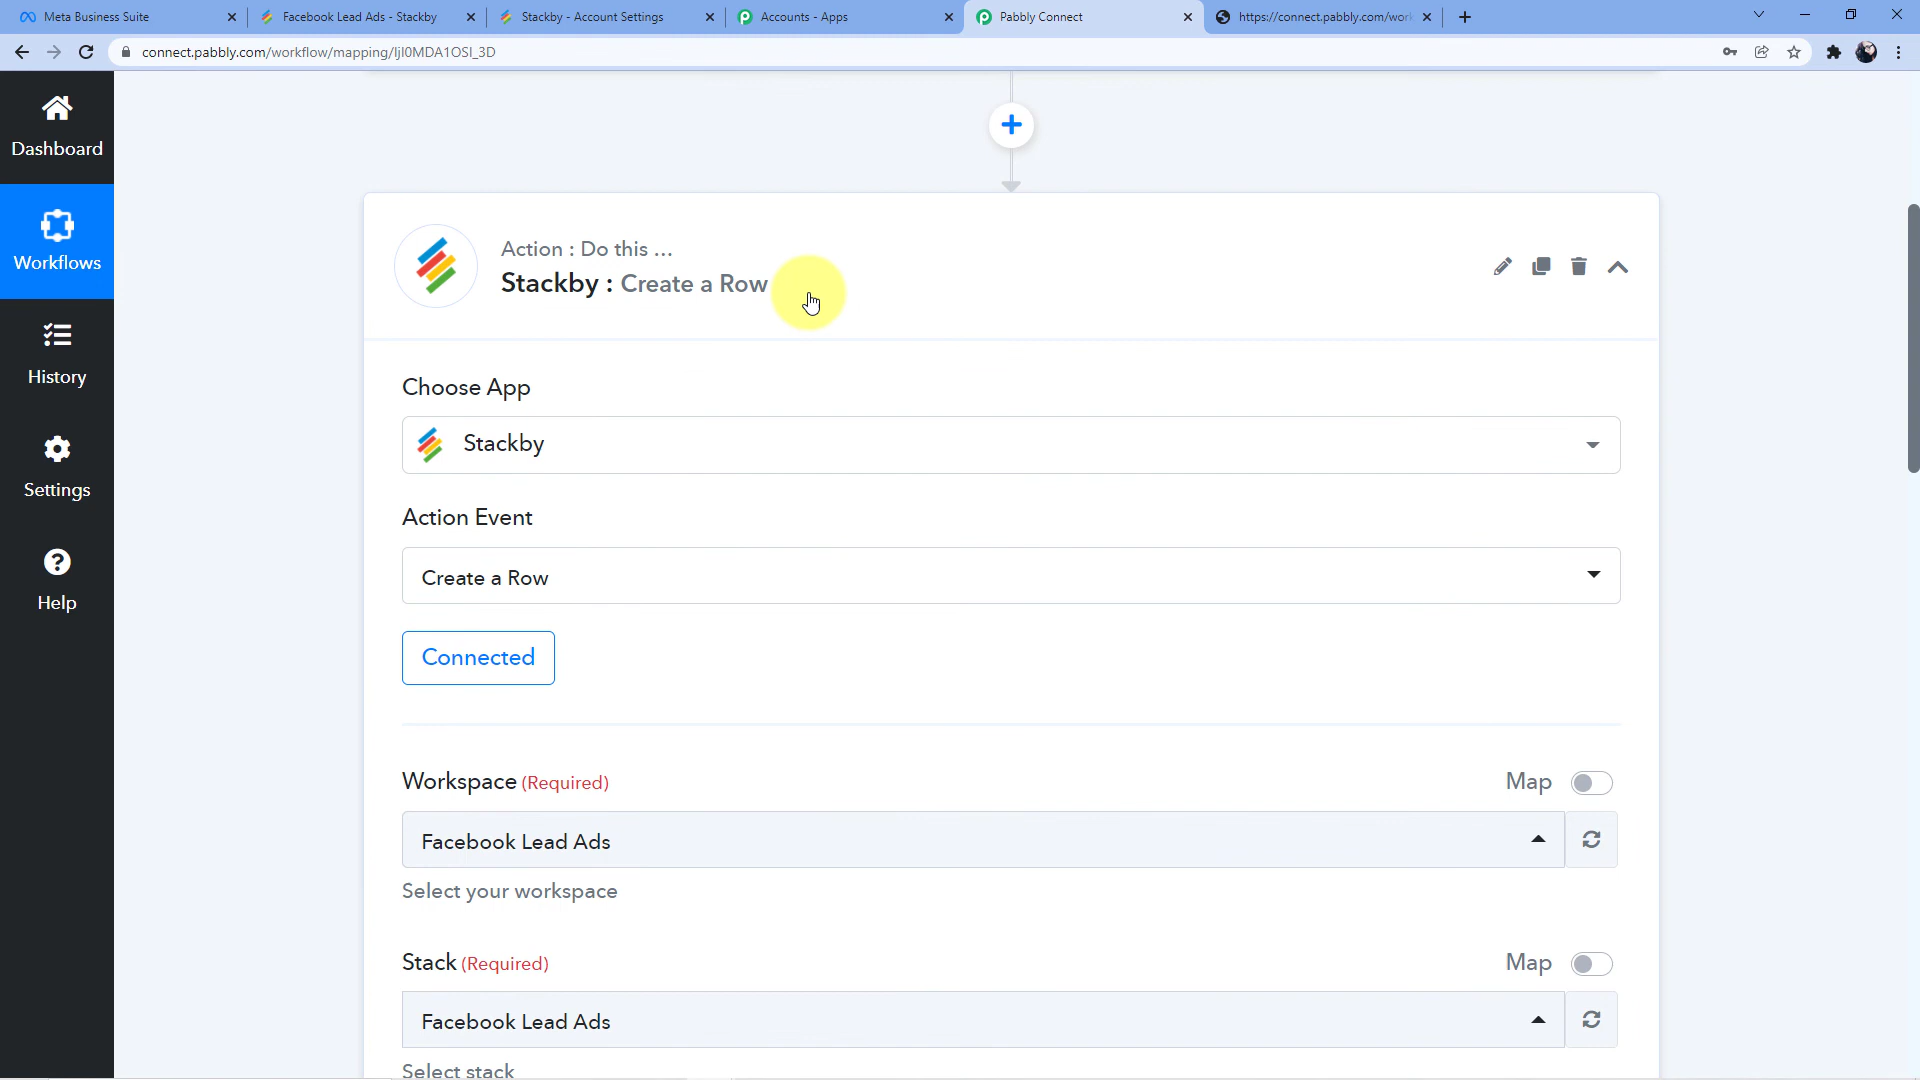 Meta Business Suite
Facebook Lead Ads - Stackby
Stackby - Account Settings
Accounts - Apps
Pabbly Connect
https://connect.pabbly.com/work
connect.pabbly.com/workflow/mapping/IjI0MDA1OSI_3D
Dashboard
Workflows
History
Settings
Help
Action : Do this ...
Stackby : Create a Row
Choose App
Stackby
Action Event
Create a Row
Connected
Workspace (Required)
Map
Facebook Lead Ads
Select your workspace
Stack (Required)
Map
Facebook Lead Ads
Select stack